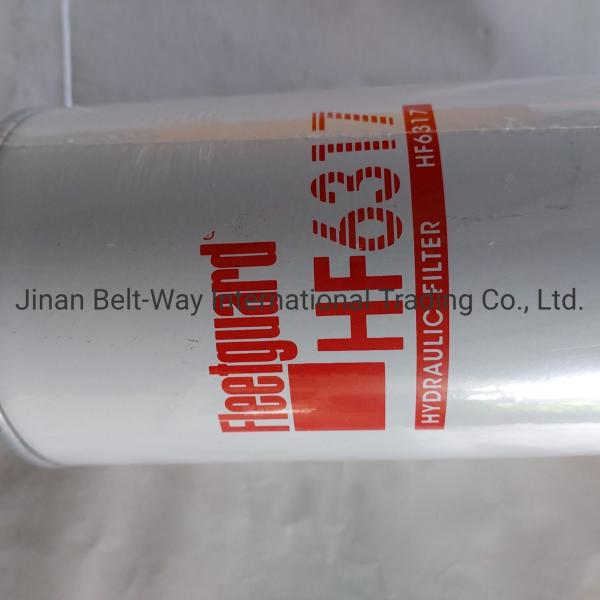 Fleetguard
HF6317
HYDRAULIC FILTER HF6317
Jinan Belt-Way International Trading Co., Ltd.